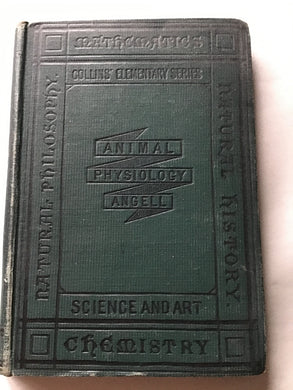 MATHEMATICS
COLLINS' ELEMENTARY SERIES
NATURAL PHILOSOPHY.
ANIMAL
PHYSIOLOGY
ANGELL
NATURAL HISTORY.
SCIENCE AND ART
CHEMISTRY